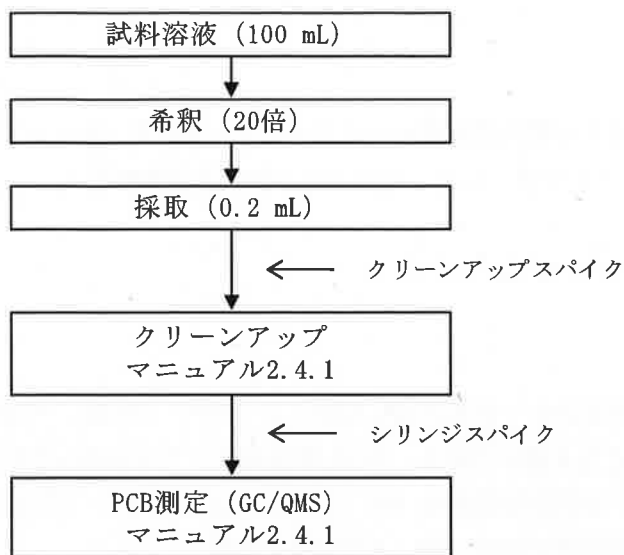 試料溶液 (100 mL)
希釈 (20倍)
採取 (0.2 mL)
クリーンアップスパイク
クリーンアップ
マニュアル2.4.1
シリンジスパイク
PCB測定 (GC/QMS)
マニュアル2.4.1